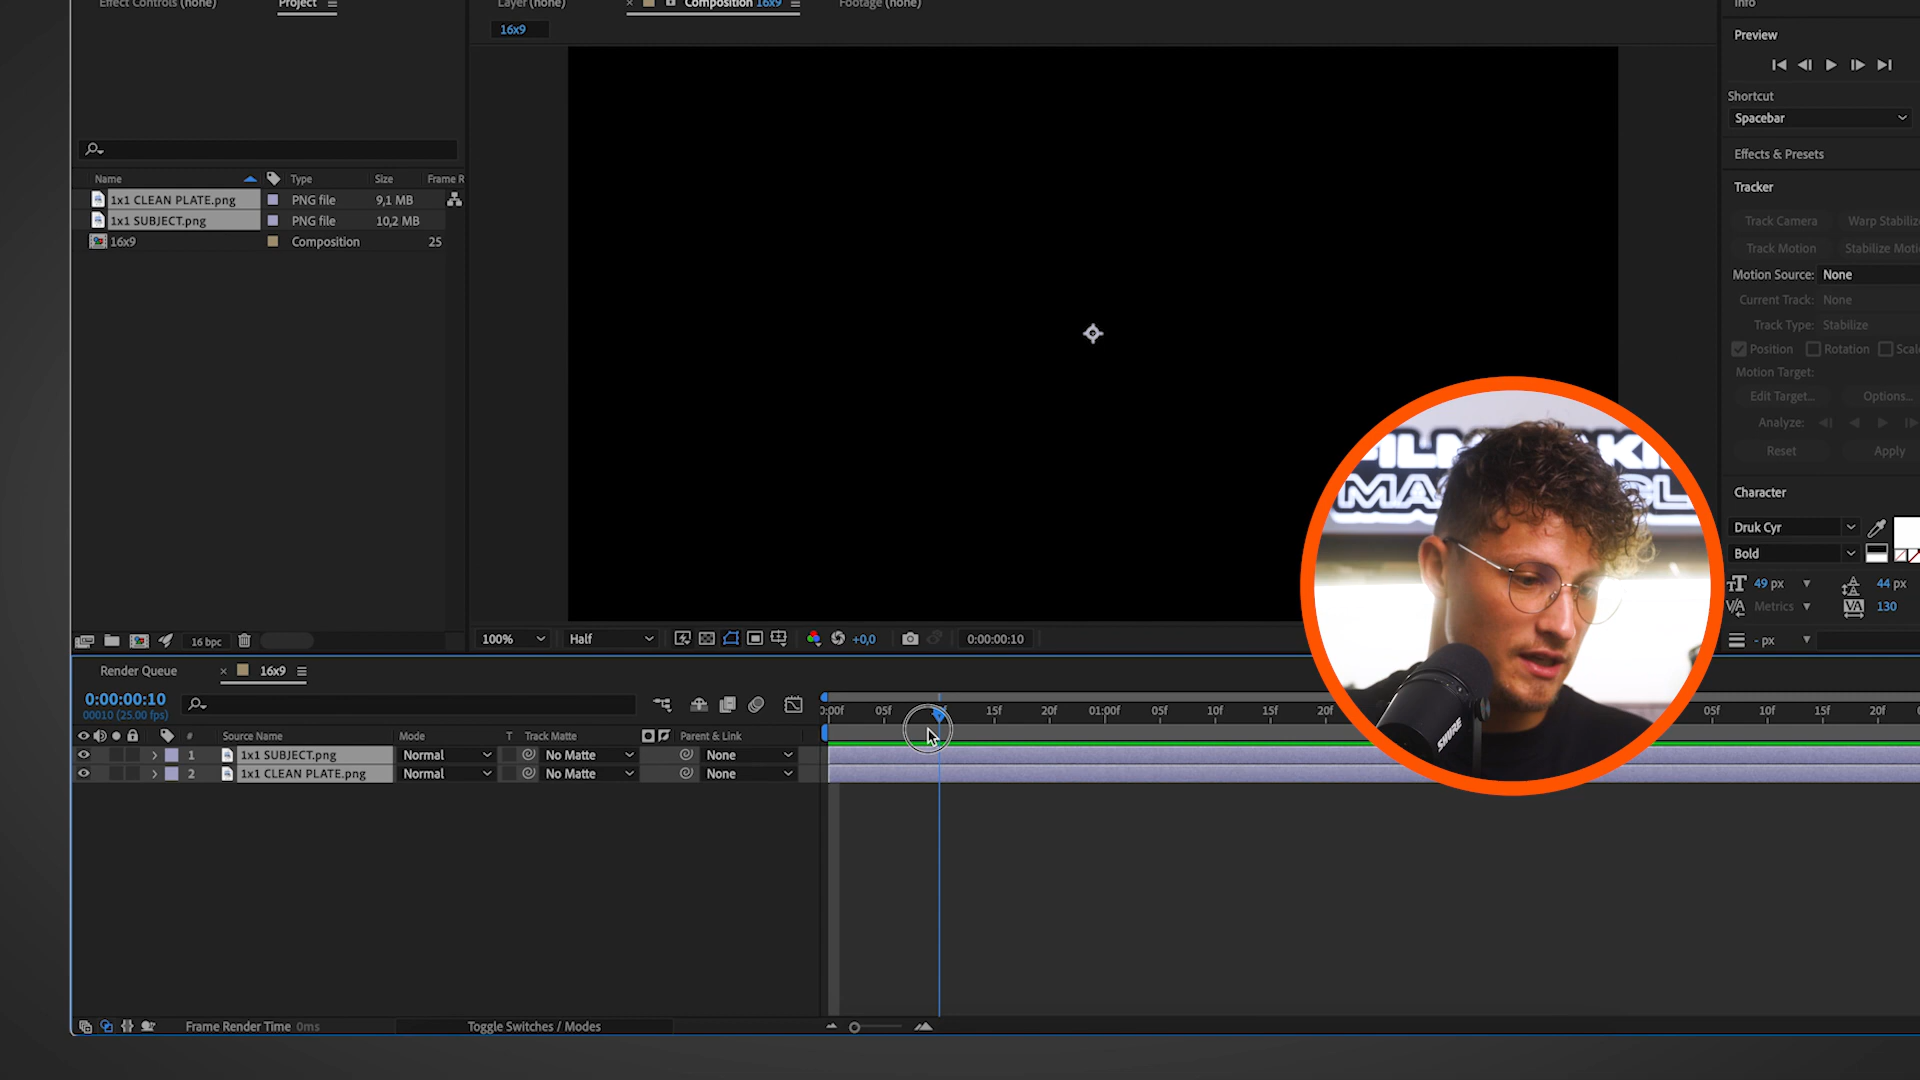 Effect Controls (none)
Project
Layer (none)
Composition 16x9
Footage (none)
16x9
Info
Preview
Shortcut
Spacebar
Effects & Presets
Tracker
Track Camera
Warp Stabiliz
Track Motion
Stabilize Moti
Motion Source: None
Current Track: None
Track Type: Stabilize
Position
Rotation
Scal
Motion Target:
Edit Target...
Options...
Analyze:
Reset
Apply
Character
Druk Cyr
Bold
49 px
44 px
Metrics
130
- px
Name
Type
Size
Frame R
1x1 CLEAN PLATE.png
PNG file
9,1 MB
1x1 SUBJECT.png
PNG file
10,2 MB
16x9
Composition
25
16 bpc
100%
Half
+0,0
0:00:00:10
SHURE
Render Queue
16x9
0:00:00:10
00010 (25.00 fps)
0:00f
05f
15f
20f
01:00f
05f
10f
15f
20f
05f
10f
15f
20f
#
Source Name
Mode
T
Track Matte
Parent & Link
1
1x1 SUBJECT.png
Normal
No Matte
None
2
1x1 CLEAN PLATE.png
Normal
No Matte
None
Frame Render Time 0ms
Toggle Switches / Modes